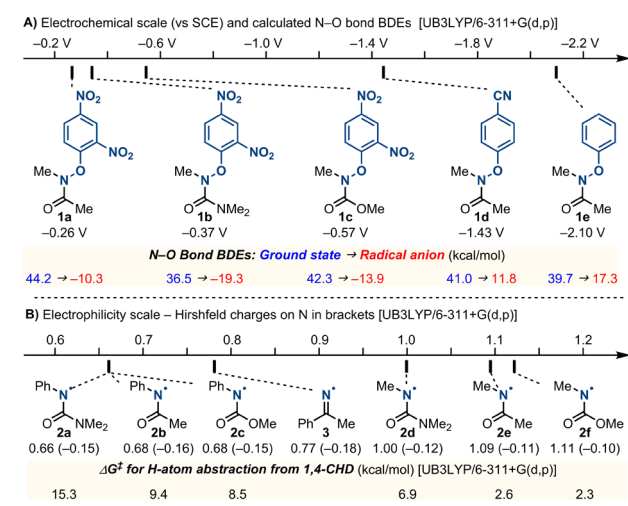 A) Electrochemical scale (vs SCE) and calculated N–O bond BDEs [UB3LYP/6-311+G(d,p)]
–0.2 V –0.6 V –1.0 V –1.4 V –1.8 V –2.2 V
NO2 NO2 NO2 CN
NO2 NO2 NO2
Me N O Me N O Me N O Me N O Me N O
O Me O NMe2 O OMe O Me O Me
1a 1b 1c 1d 1e
–0.26 V –0.37 V –0.57 V –1.43 V –2.10 V
N–O Bond BDEs: Ground state → Radical anion (kcal/mol)
44.2 → –10.3 36.5 → –19.3 42.3 → –13.9 41.0 → 11.8 39.7 → 17.3
B) Electrophilicity scale – Hirshfeld charges on N in brackets [UB3LYP/6-311+G(d,p)]
0.6 0.7 0.8 0.9 1.0 1.1 1.2
Ph N• Ph N• Ph N• N• Me N• Me N• Me N•
O NMe2 O Me O OMe Ph Me O NMe2 O Me O OMe
2a 2b 2c 3 2d 2e 2f
0.66 (–0.15) 0.68 (–0.16) 0.68 (–0.15) 0.77 (–0.18) 1.00 (–0.12) 1.09 (–0.11) 1.11 (–0.10)
ΔG‡ for H-atom abstraction from 1,4-CHD (kcal/mol) [UB3LYP/6-311+G(d,p)]
15.3 9.4 8.5 6.9 2.6 2.3